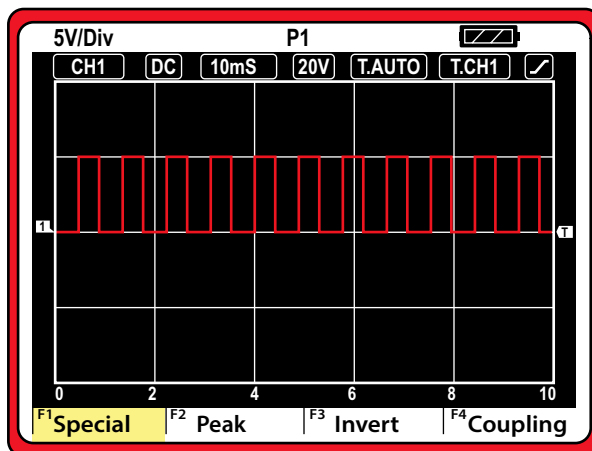 5V/Div P1
CH1 DC 10mS 20V T.AUTO T.CH1
1 T
0 2 4 6 8 10
F1 Special F2 Peak F3 Invert F4 Coupling